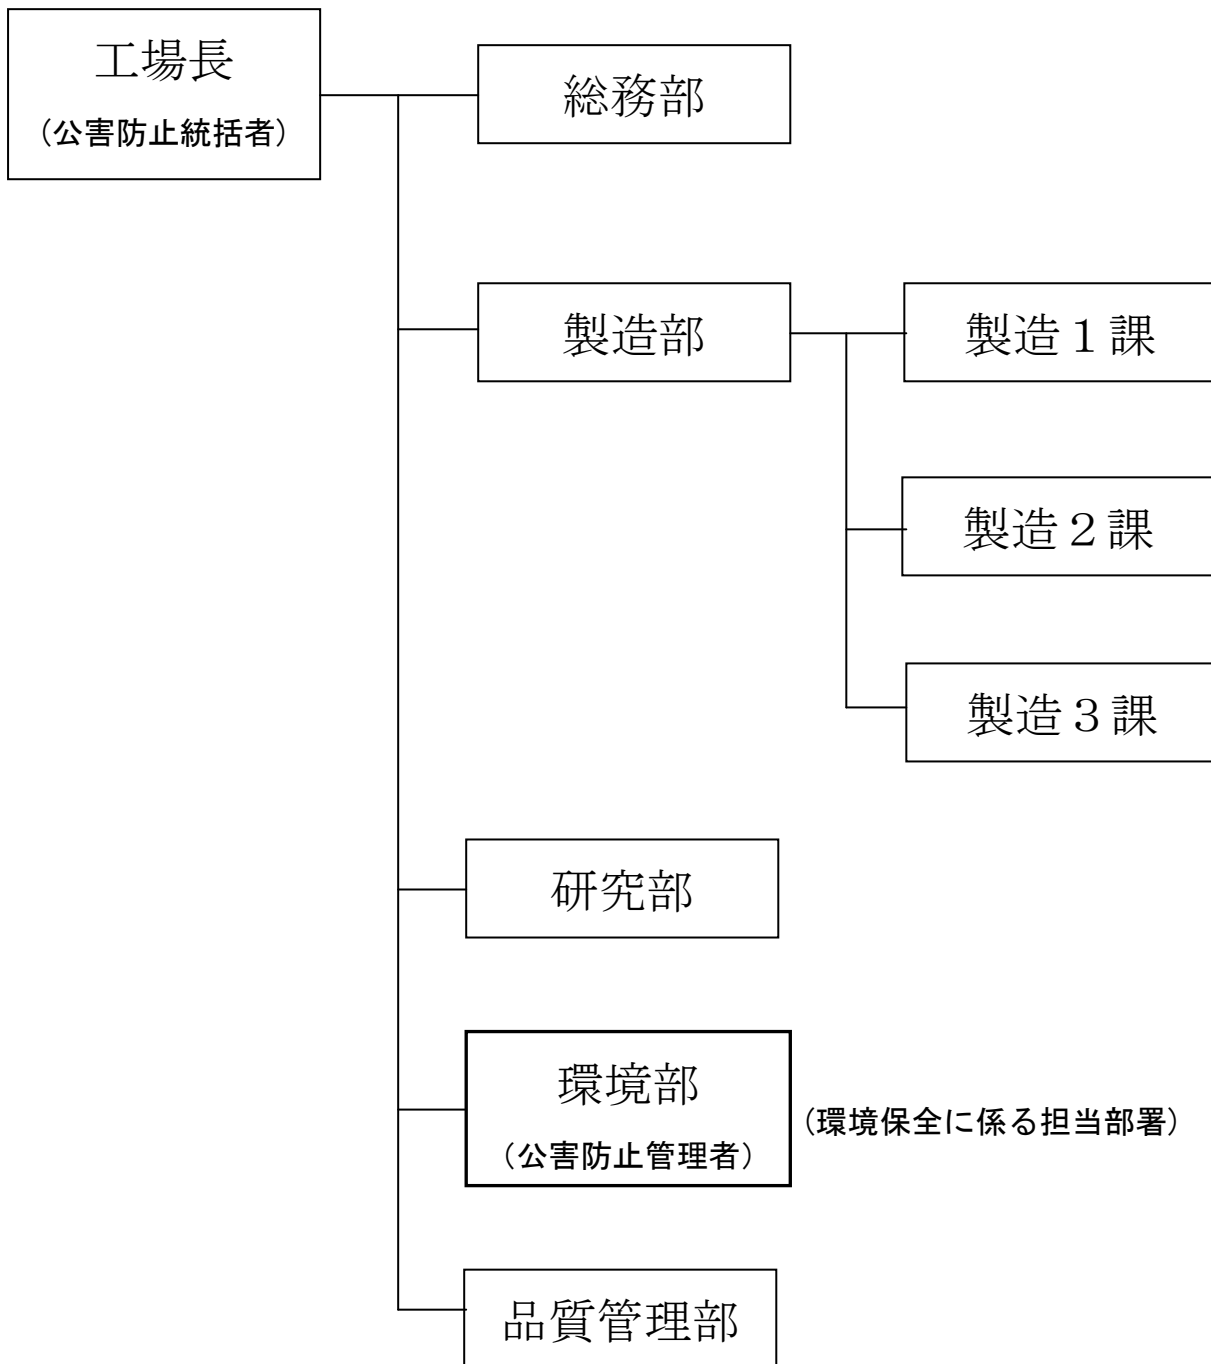 工場長
(公害防止統括者)
総務部
製造部
製造１課
製造２課
製造３課
研究部
環境部
(公害防止管理者)
(環境保全に係る担当部署)
品質管理部